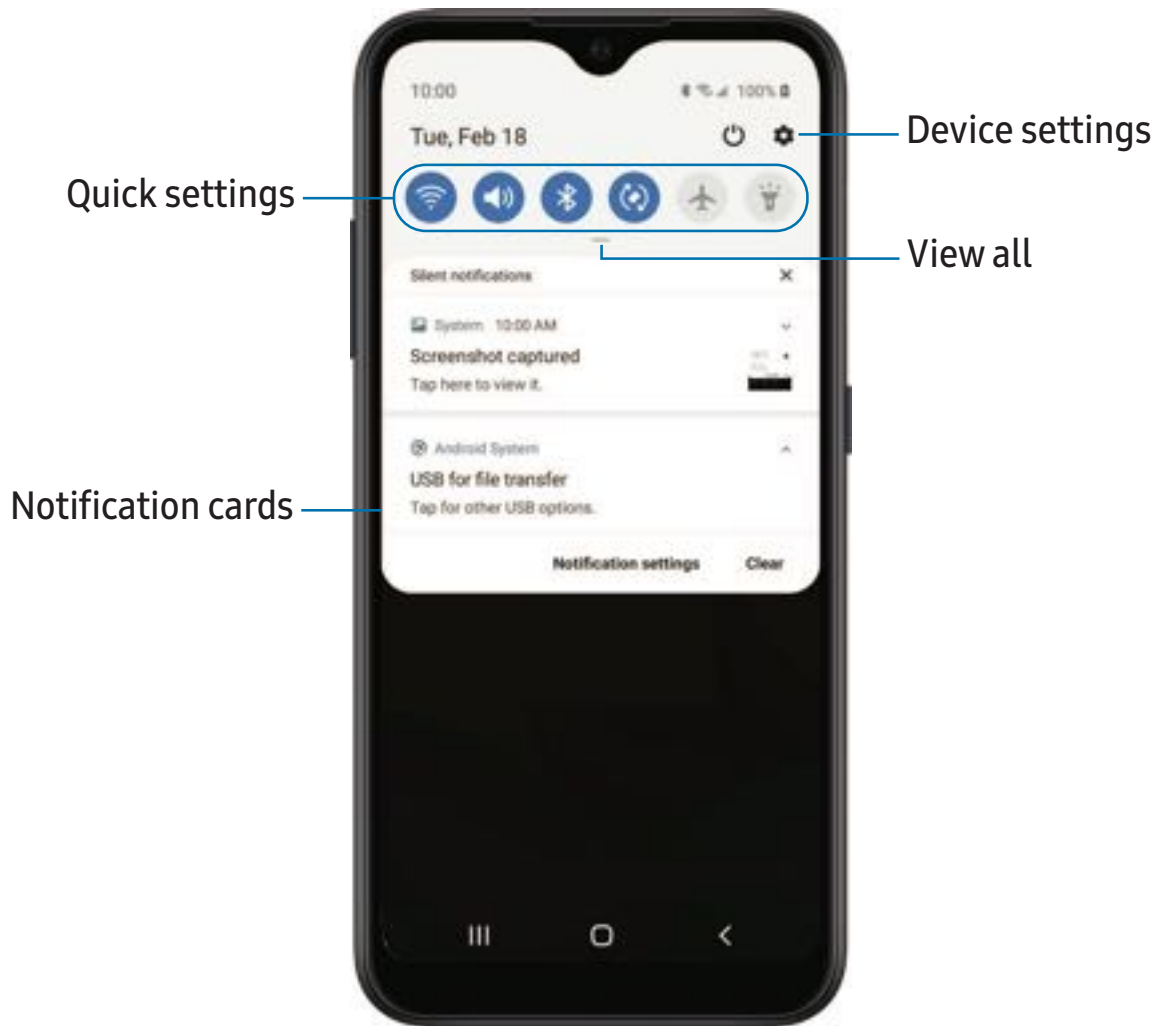 10:00 100%
Tue, Feb 18
Device settings
Quick settings
View all
Silent notifications
System 10:00 AM
Screenshot captured
Tap here to view it.
Android System
USB for file transfer
Tap for other USB options.
Notification cards
Notification settings Clear